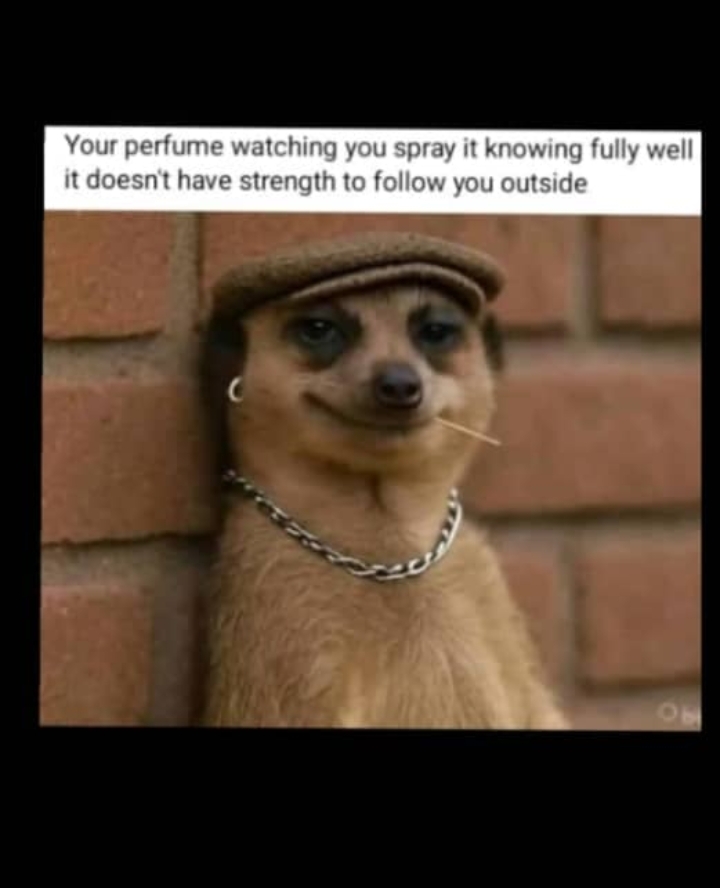 Your perfume watching you spray it knowing fully well
it doesn't have strength to follow you outside